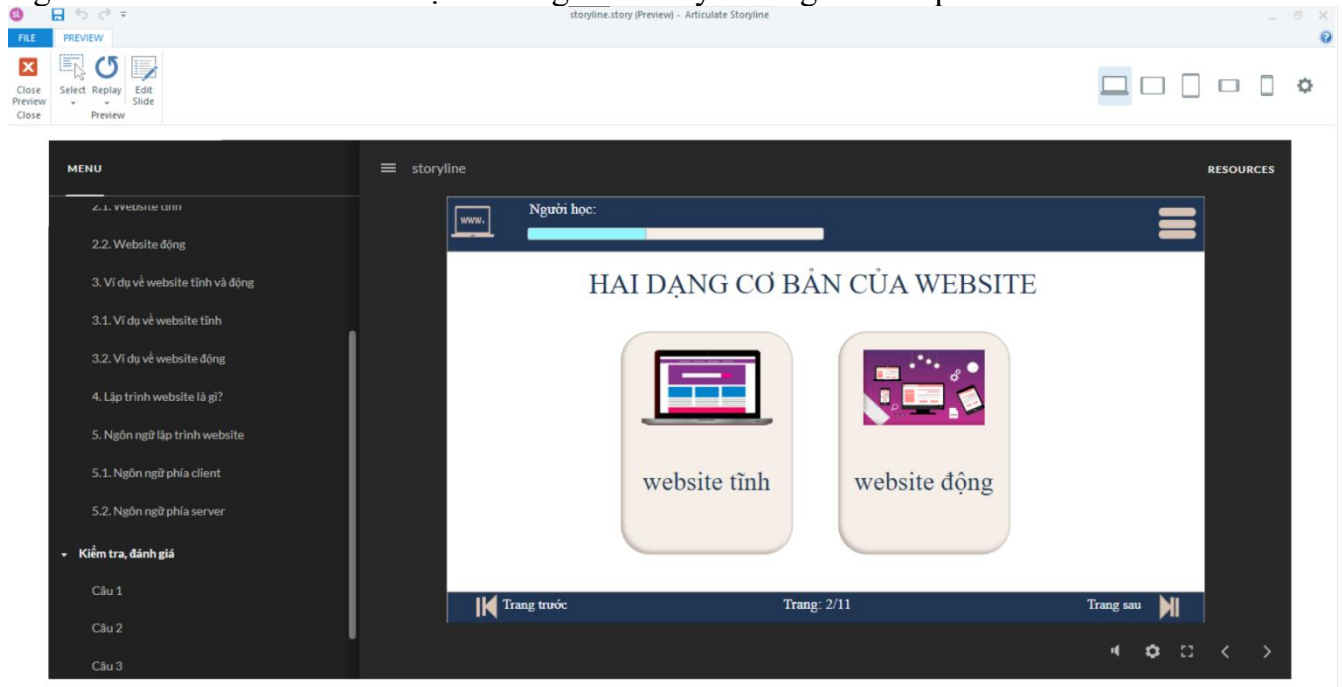 storyline.story (Preview) - Articulate Storyline
FILE
PREVIEW
Close Preview
Select
Replay
Edit Slide
Close
Preview
MENU
storyline
RESOURCES
2.1. Website tĩnh
2.2. Website động
3. Ví dụ về website tĩnh và động
3.1. Ví dụ về website tĩnh
3.2. Ví dụ về website động
4. Lập trình website là gì?
5. Ngôn ngữ lập trình website
5.1. Ngôn ngữ phía client
5.2. Ngôn ngữ phía server
Kiểm tra, đánh giá
Câu 1
Câu 2
Câu 3
www.
Người học:
HAI DẠNG CƠ BẢN CỦA WEBSITE
website tĩnh
website động
Trang trước
Trang: 2/11
Trang sau